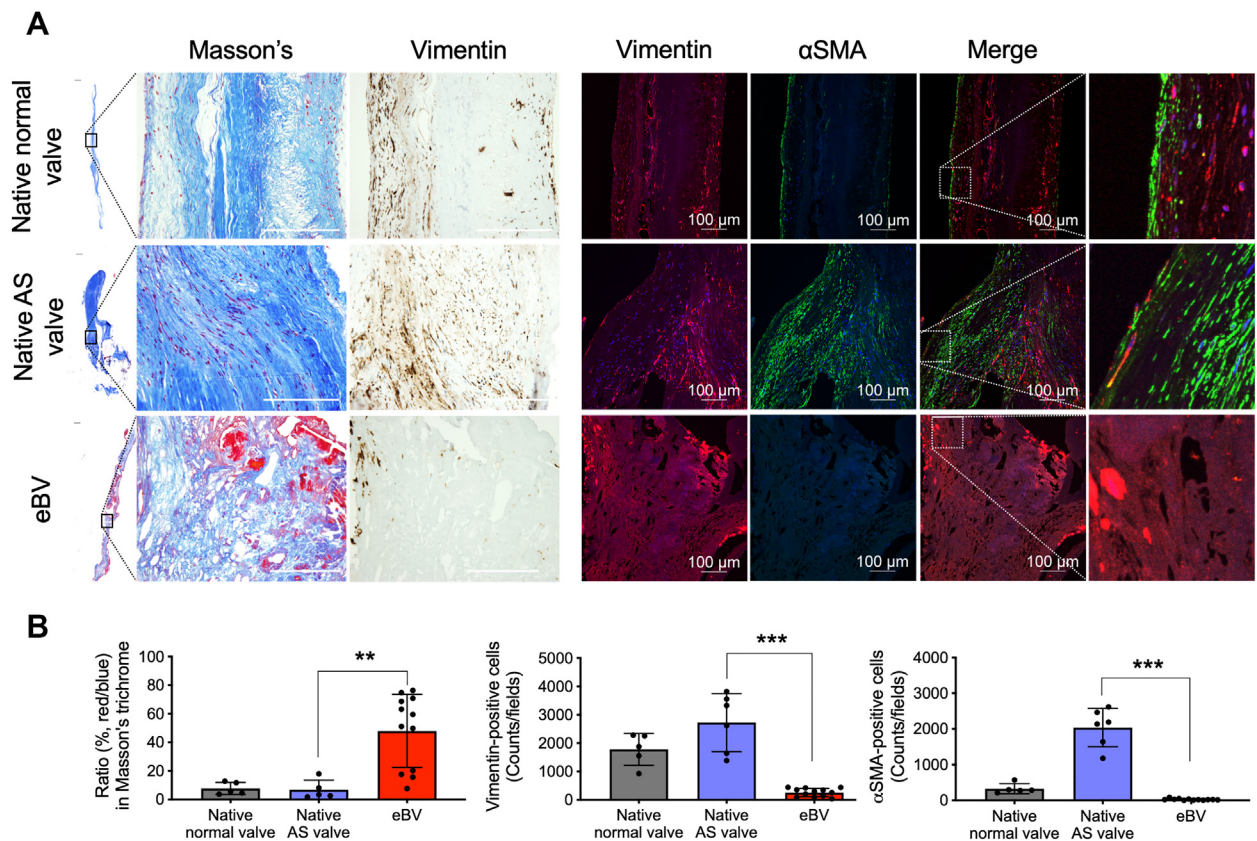 A
Masson's
Vimentin
Vimentin
αSMA
Merge
Native normal
valve
100 µm
100 µm
100 µm
Native AS
valve
100 µm
100 µm
100 µm
eBV
100 µm
100 µm
100 µm
B
Ratio (%, red/blue)
in Masson's trichrome
100
80
60
40
20
0
**
Native
normal valve
Native
AS valve
eBV
Vimentin-positive cells
(Counts/fields)
5000
4000
3000
2000
1000
0
***
Native
normal valve
Native
AS valve
eBV
αSMA-positive cells
(Counts/fields)
4000
3000
2000
1000
0
***
Native
normal valve
Native
AS valve
eBV